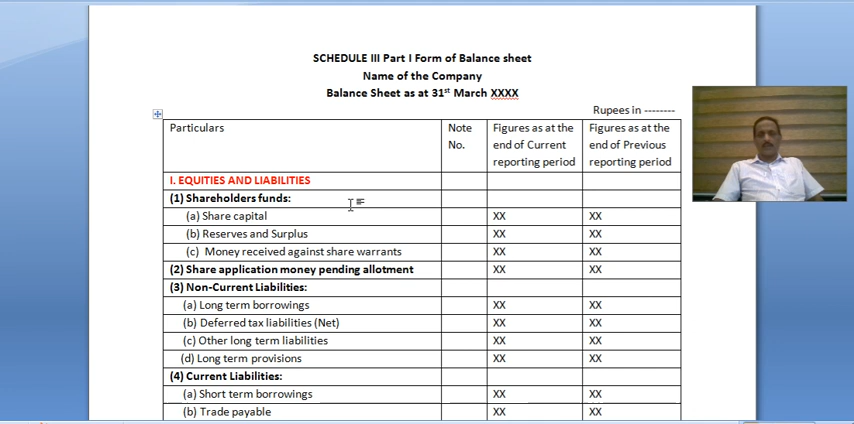 SCHEDULE III Part I Form of Balance sheet
Name of the Company
Balance Sheet as at 31st March XXXX
Rupees in --------
Particulars Note No. Figures as at the end of Current reporting period Figures as at the end of Previous reporting period
I. EQUITIES AND LIABILITIES
(1) Shareholders funds:
(a) Share capital XX XX
(b) Reserves and Surplus XX XX
(c) Money received against share warrants XX XX
(2) Share application money pending allotment XX XX
(3) Non-Current Liabilities:
(a) Long term borrowings XX XX
(b) Deferred tax liabilities (Net) XX XX
(c) Other long term liabilities XX XX
(d) Long term provisions XX XX
(4) Current Liabilities:
(a) Short term borrowings XX XX
(b) Trade payable XX XX